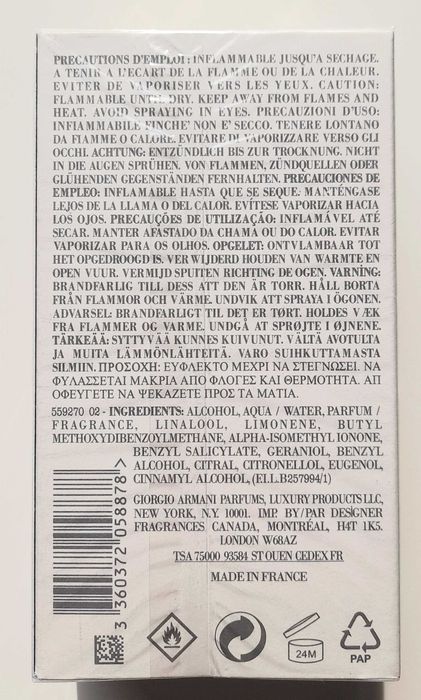 PRECAUTIONS D'EMPLOI : INFLAMMABLE JUSQU'A SECHAGE.
A TENIR A L'ECART DE LA FLAMME OU DE LA CHALEUR.
EVITER DE VAPORISER VERS LES YEUX. CAUTION:
FLAMMABLE UNTIL DRY. KEEP AWAY FROM FLAMES AND
HEAT. AVOID SPRAYING IN EYES. PRECAUZIONI D'USO:
INFIAMMABILE FINCHE' NON E' SECCO. TENERE LONTANO
DA FIAMME O CALORE. EVITARE DI VAPORIZZARE VERSO GLI
OCCHI. ACHTUNG: ENTZÜNDLICH BIS ZUR TROCKNUNG. NICHT
IN DIE AUGEN SPRÜHEN. VON FLAMMEN, ZÜNDQUELLEN ODER
GLÜHENDEN GEGENSTÄNDEN FERNHALTEN. PRECAUCIONES DE
EMPLEO: INFLAMABLE HASTA QUE SE SEQUE. MANTÉNGASE
LEJOS DE LA LLAMA O DEL CALOR. EVÍTESE VAPORIZAR HACIA
LOS OJOS. PRECAUÇÕES DE UTILIZAÇÃO: INFLAMÁVEL ATÉ
SECAR. MANTER AFASTADO DA CHAMA OU DO CALOR. EVITAR
VAPORIZAR PARA OS OLHOS. OPGELET: ONTVLAMBAAR TOT
HET OPGEDROOGD IS. VERWIJDERD HOUDEN VAN WARMTE EN
OPEN VUUR. VERMIJD SPUITEN RICHTING DE OGEN. VARNING:
BRANDFARLIG TILL DESS ATT DEN ÄR TORR. HÅLL BORTA
FRÅN FLAMMOR OCH VÄRME. UNDVIK ATT SPRAYA I ÖGONEN.
ADVARSEL: BRANDFARLIGT TIL DET ER TØRT. HOLDES VÆK
FRA FLAMMER OG VARME. UNDGÅ AT SPRØJTE I ØJNENE.
TÄRKEÄÄ: SYTTYVÄÄ KUNNES KUIVUNUT. VÄLTÄ AVOTULTA
JA MUITA LÄMMÖNLÄHTEITÄ. VARO SUIHKUTTAMASTA
SILMIIN. ΠΡΟΣΟΧΗ: ΕΥΦΛΕΚΤΟ ΜΕΧΡΙ ΝΑ ΣΤΕΓΝΩΣΕΙ. ΝΑ
ΦΥΛΑΣΣΕΤΑΙ ΜΑΚΡΙΑ ΑΠΟ ΦΛΟΓΕΣ ΚΑΙ ΘΕΡΜΟΤΗΤΑ. ΑΠ
ΟΦΕΥΓΕΤΕ ΝΑ ΨΕΚΑΖΕΤΕ ΠΡΟΣ ΤΑ ΜΑΤΙΑ.
559270 02 - INGREDIENTS: ALCOHOL, AQUA / WATER, PARFUM /
FRAGRANCE, LINALOOL, LIMONENE, BUTYL
METHOXYDIBENZOYLMETHANE, ALPHA-ISOMETHYL IONONE,
BENZYL SALICYLATE, GERANIOL, BENZYL
ALCOHOL, CITRAL, CITRONELLOL, EUGENOL,
CINNAMYL ALCOHOL, (F.I.L. B257994/1)
GIORGIO ARMANI PARFUMS, LUXURY PRODUCTS LLC,
NEW YORK, N.Y. 10001. IMP. BY/PAR DESIGNER
FRAGRANCES CANADA, MONTRÉAL, H4T 1K5.
LONDON W68AZ
TSA 75000 93584 ST OUEN CEDEX FR
MADE IN FRANCE
3 360372 058878 >
24M
PAP